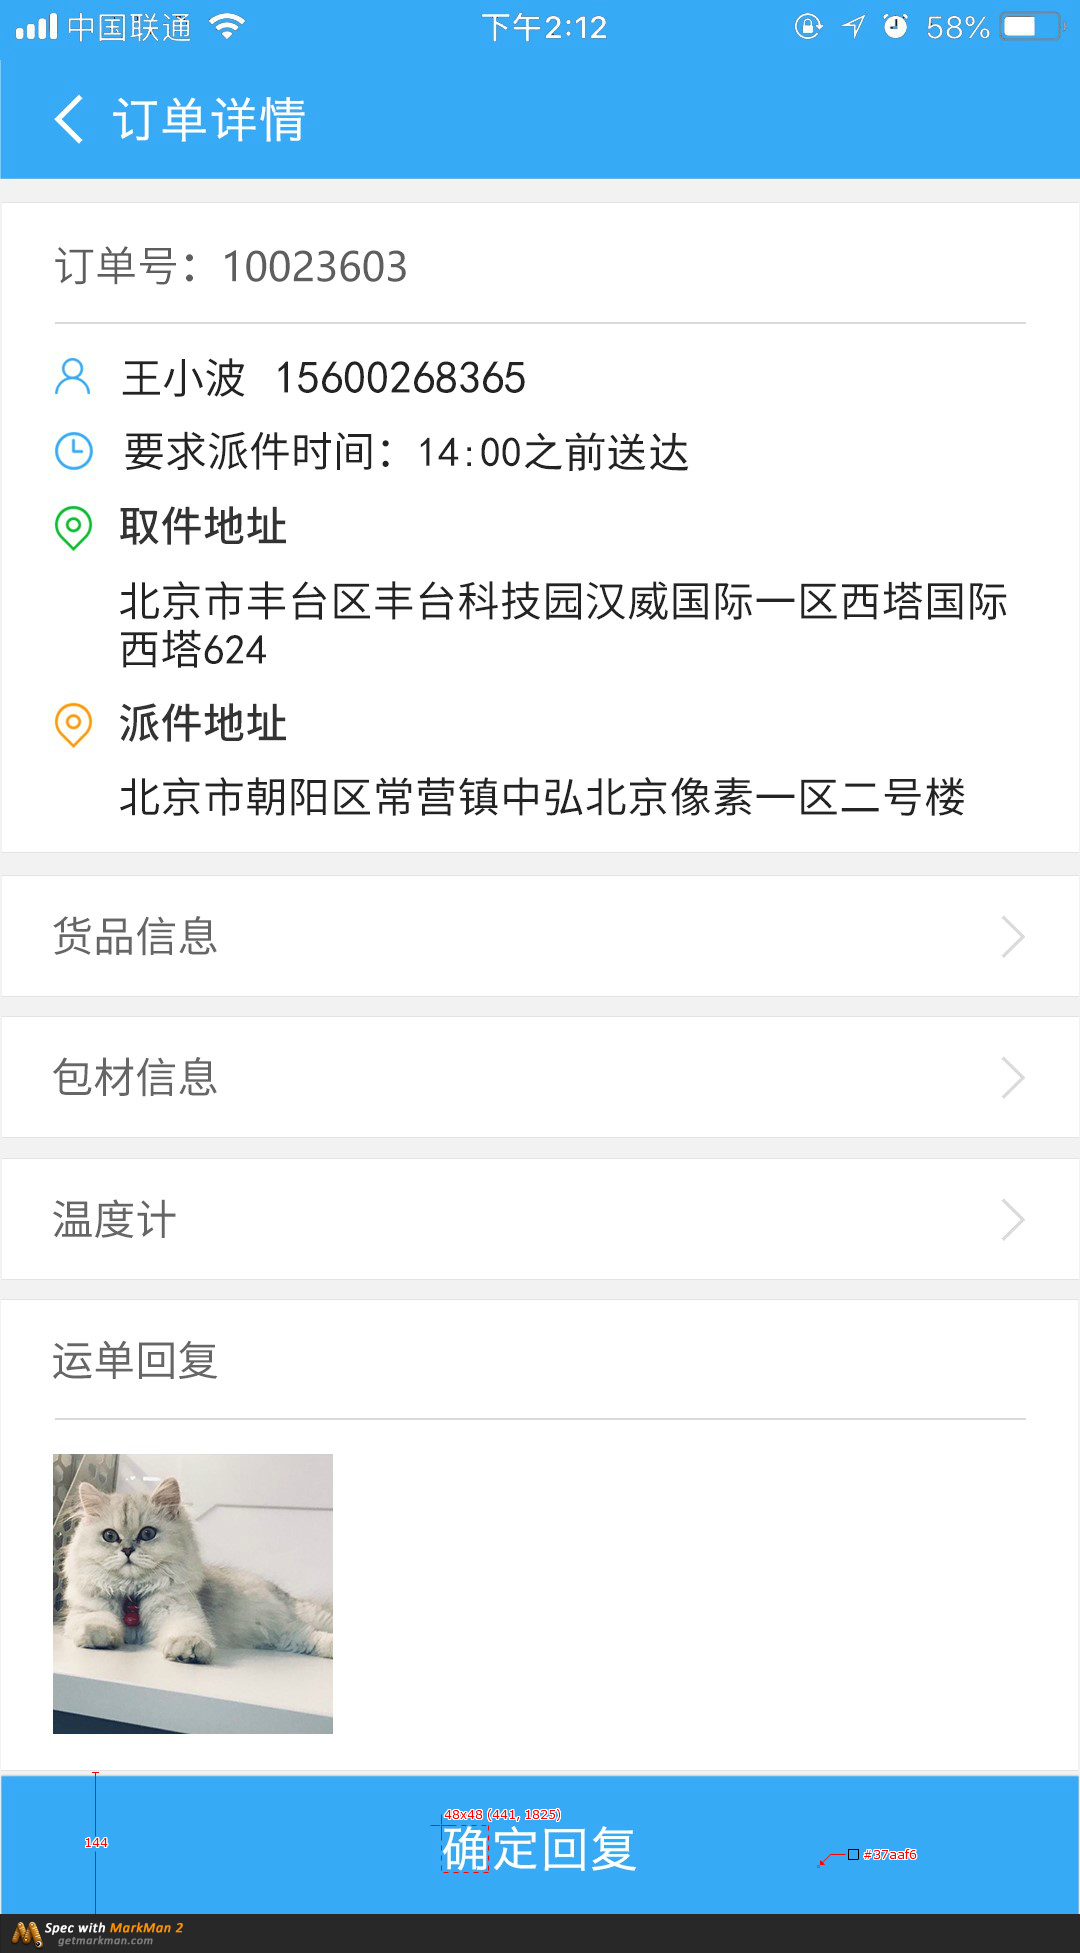 中国联通 下午2:12 58%
订单详情
订单号：10023603
王小波 15600268365
要求派件时间：14:00之前送达
取件地址
北京市丰台区丰台科技园汉威国际一区西塔国际
西塔624
派件地址
北京市朝阳区常营镇中弘北京像素一区二号楼
货品信息
包材信息
温度计
运单回复
48x48 (441, 1825)
144
确定回复
#37aaf6
Spec with MarkMan 2
getmarkman.com